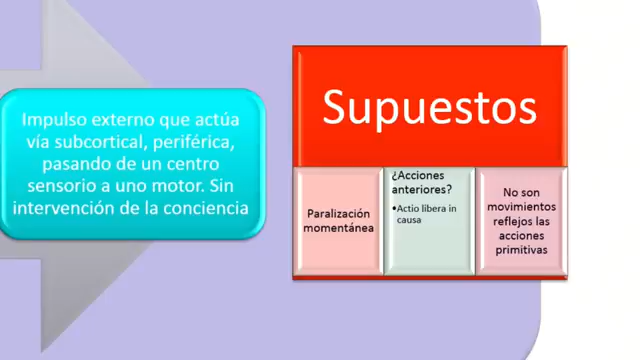 Impulso externo que actúa
vía subcortical, periférica,
pasando de un centro
sensorio a uno motor. Sin
intervención de la conciencia
Supuestos
Paralización
momentánea
¿Acciones
anteriores?
•Actio libera in
causa
No son
movimientos
reflejos las
acciones
primitivas